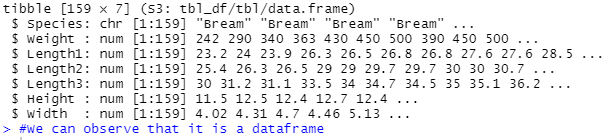 tibble [159 × 7] (S3: tbl_df/tbl/data.frame)
 $ Species: chr [1:159] "Bream" "Bream" "Bream" "Bream" ...
 $ Weight : num [1:159] 242 290 340 363 430 450 500 390 450 500 ...
 $ Length1: num [1:159] 23.2 24 23.9 26.3 26.5 26.8 26.8 27.6 27.6 28.5 ...
 $ Length2: num [1:159] 25.4 26.3 26.5 29 29 29.7 29.7 30 30 30.7 ...
 $ Length3: num [1:159] 30 31.2 31.1 33.5 34 34.7 34.5 35 35.1 36.2 ...
 $ Height : num [1:159] 11.5 12.5 12.4 12.7 12.4 ...
 $ Width  : num [1:159] 4.02 4.31 4.7 4.46 5.13 ...
> #We can observe that it is a dataframe